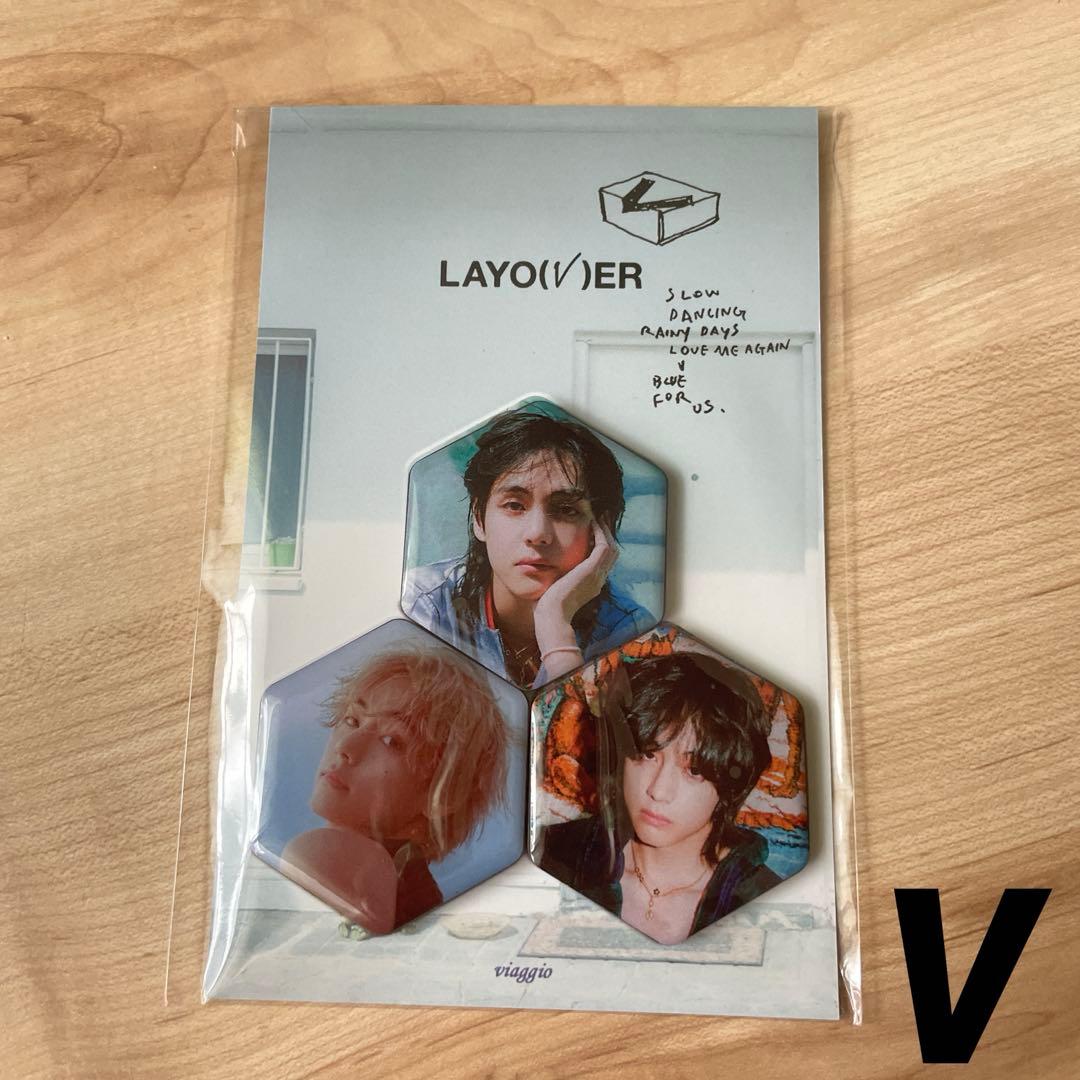 LAYO(V)ER
SLOW
DANCING
RAINY DAYS
LOVE ME AGAIN
V
BLUE
FOR
US.
viaggio
V